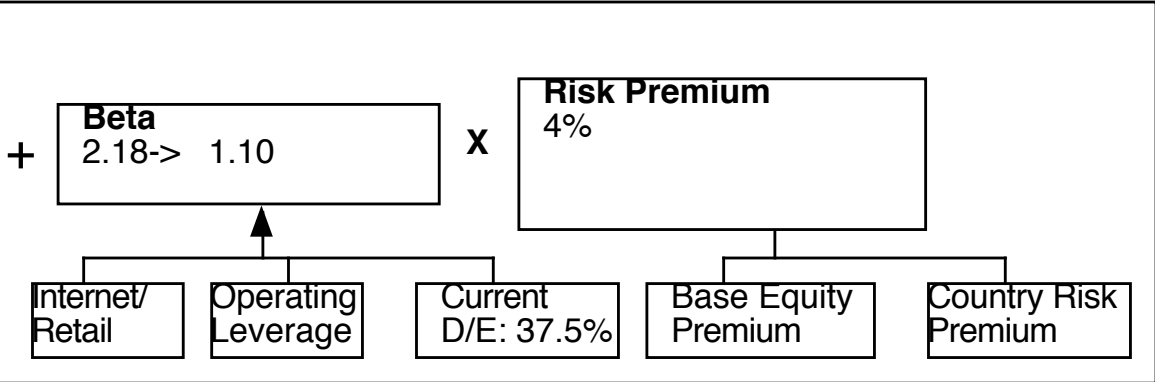 +
Beta
2.18-> 1.10
X
Risk Premium
4%
Internet/
Retail
Operating
Leverage
Current
D/E: 37.5%
Base Equity
Premium
Country Risk
Premium